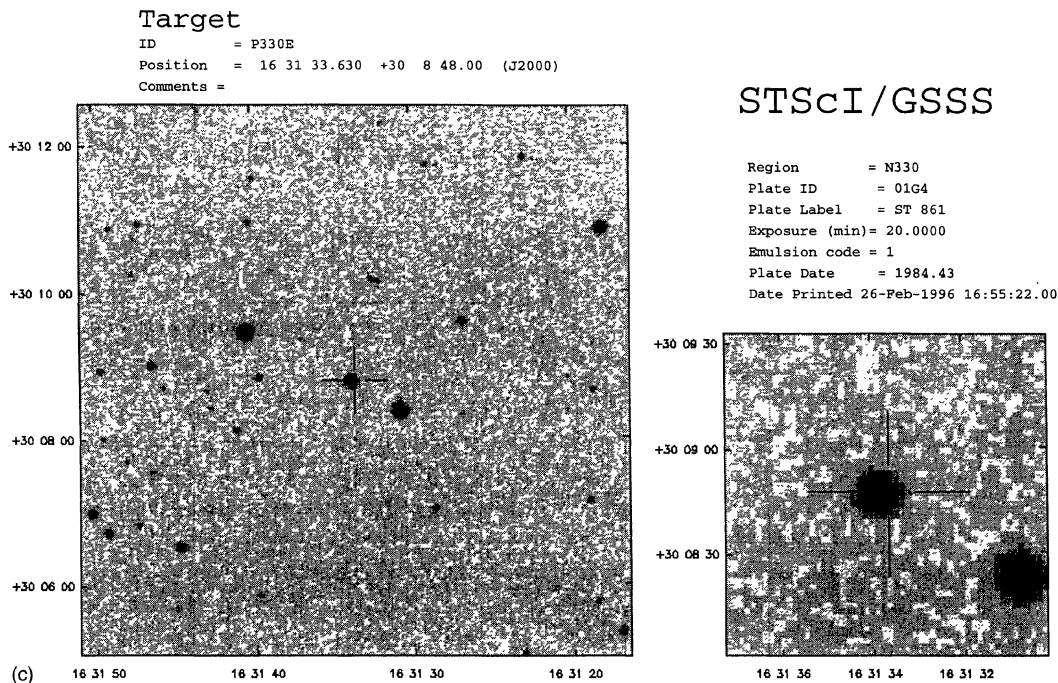 Target
ID = P330E
Position = 16 31 33.630 +30 8 48.00 (J2000)
Comments =
STScI/GSSS
Region = N330
Plate ID = 01G4
Plate Label = ST 861
Exposure (min)= 20.0000
Emulsion code = 1
Plate Date = 1984.43
Date Printed 26-Feb-1996 16:55:22.00
+30 12 00
+30 10 00
+30 08 00
+30 06 00
16 31 50 16 31 40 16 31 30 16 31 20
+30 09 30
+30 09 00
+30 08 30
16 31 36 16 31 34 16 31 32
(c)